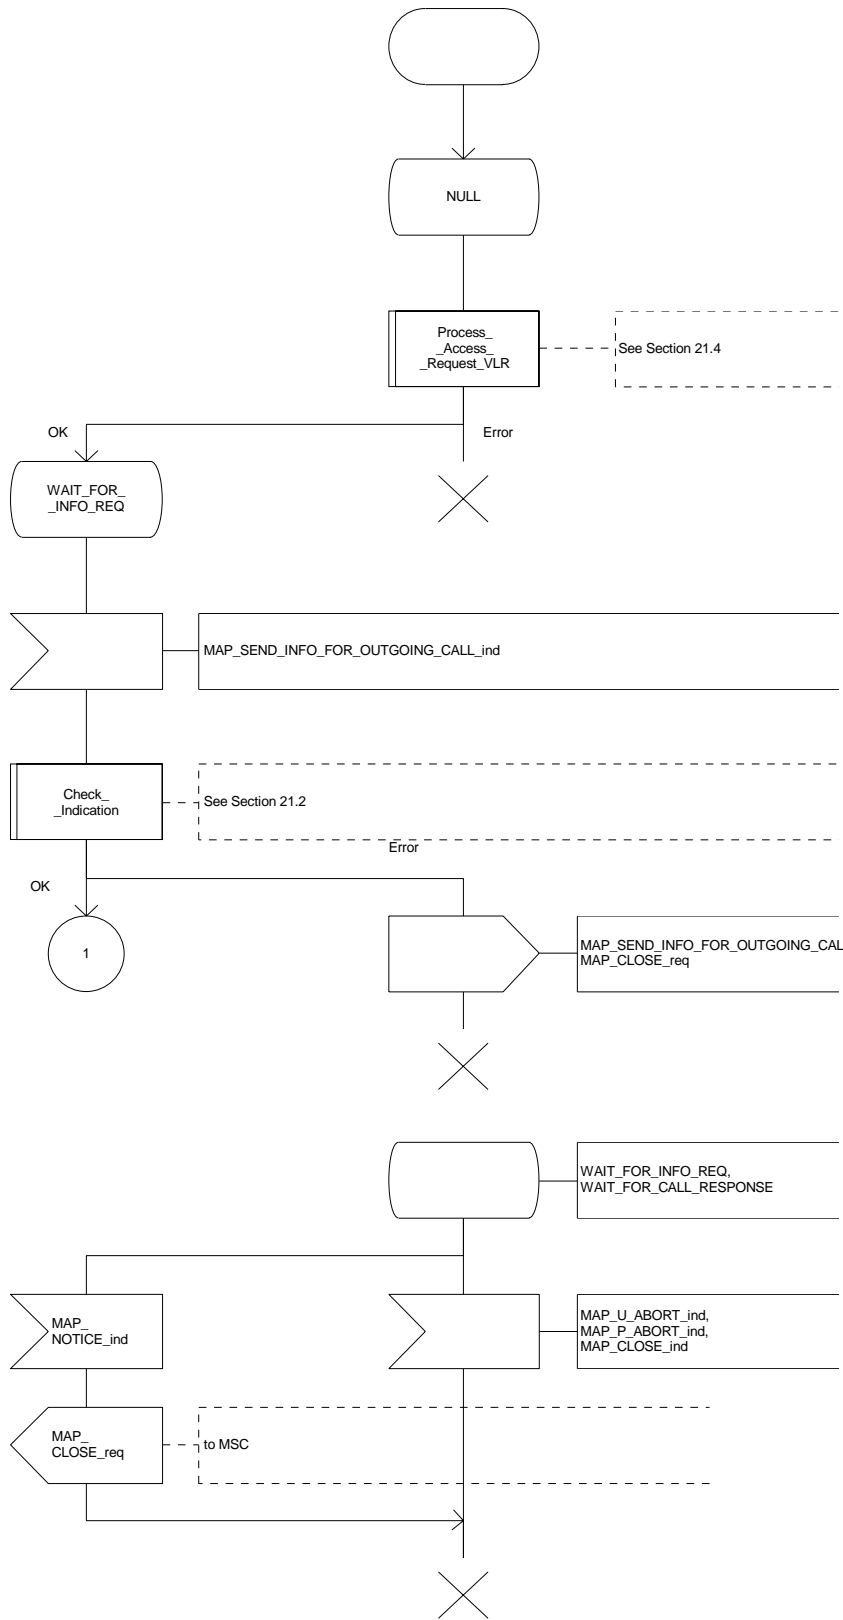 NULL
Process_
_Access_
_Request_VLR
See Section 21.4
OK
Error
WAIT_FOR_
_INFO_REQ
MAP_SEND_INFO_FOR_OUTGOING_CALL_ind
Check_
_Indication
See Section 21.2
Error
OK
1
MAP_SEND_INFO_FOR_OUTGOING_CAL
MAP_CLOSE_req
WAIT_FOR_INFO_REQ,
WAIT_FOR_CALL_RESPONSE
MAP_
NOTICE_ind
MAP_U_ABORT_ind,
MAP_P_ABORT_ind,
MAP_CLOSE_ind
MAP_
CLOSE_req
to MSC